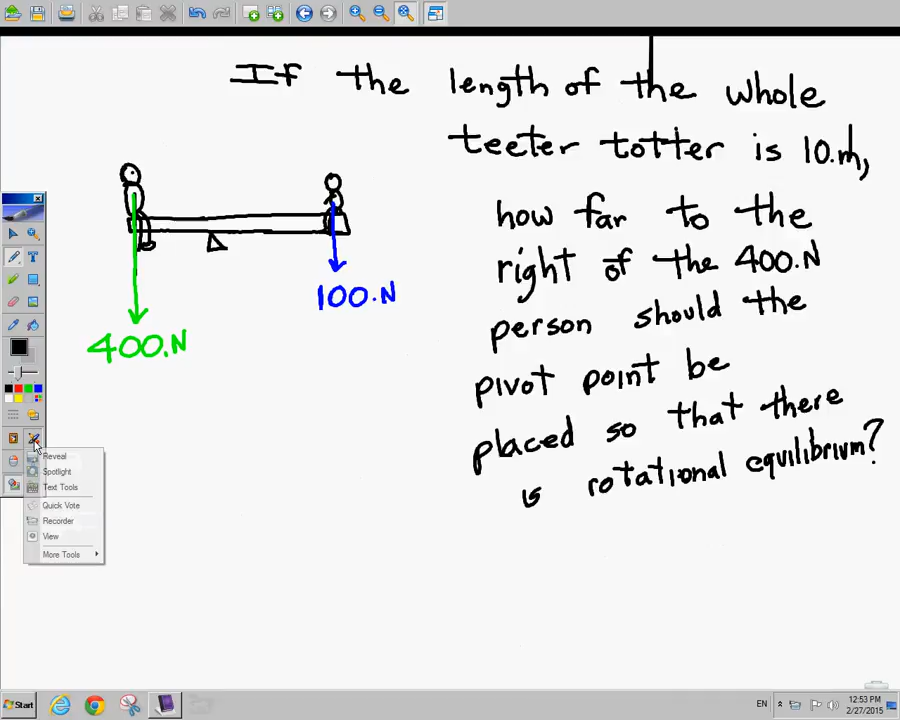 If the length of the whole
teeter totter is 10.m,
how far to the
right of the 400.N
person should the
pivot point be
placed so that there
is rotational equilibrium?
100.N
400.N
Reveal
Spotlight
Text Tools
Quick Vote
Recorder
View
More Tools
Start
EN
12:53 PM
2/27/2015